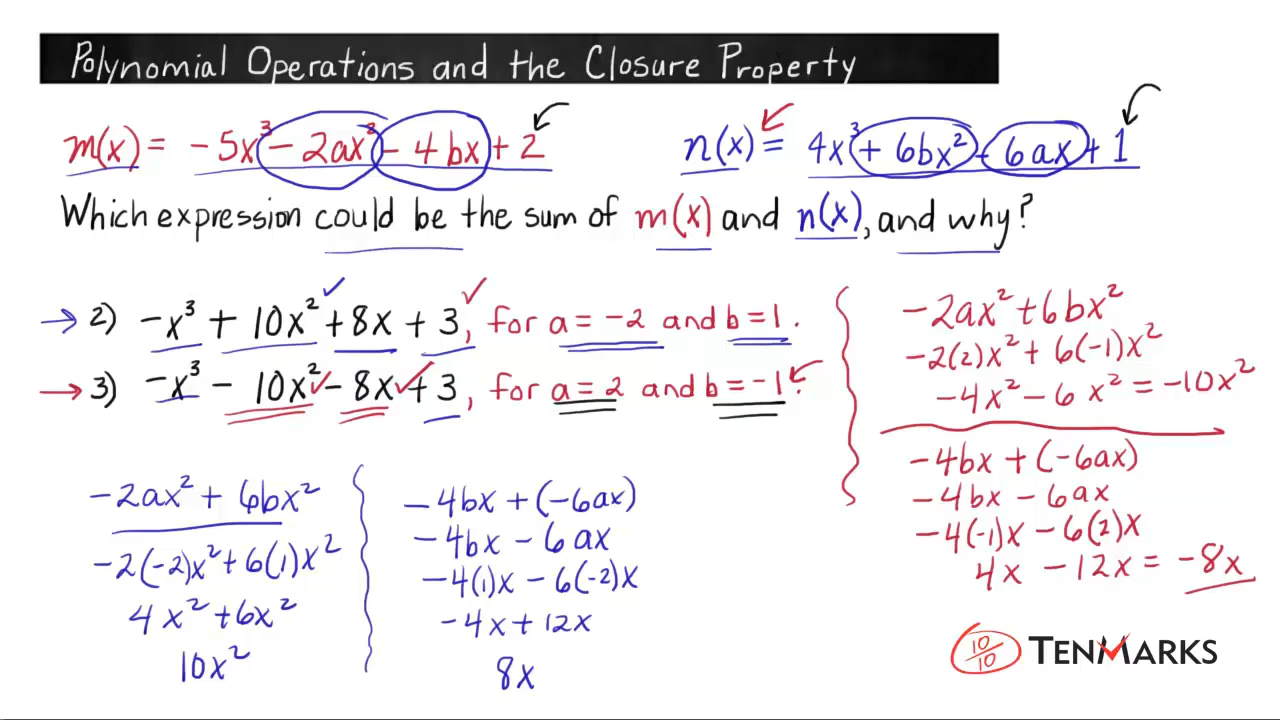 Polynomial Operations and the Closure Property
m(x) = -5x³ - 2ax² - 4bx + 2
n(x) = 4x³ + 6bx² - 6ax + 1
Which expression could be the sum of m(x) and n(x), and why?
→ 2) -x³ + 10x² + 8x + 3, for a = -2 and b = 1.
→ 3) -x³ - 10x² - 8x + 3, for a = 2 and b = -1.
-2ax² + 6bx²
-2(2)x² + 6(-1)x²
-4x² - 6x² = -10x²
-4bx + (-6ax)
-4bx - 6ax
-4(-1)x - 6(2)x
4x - 12x = -8x
-2ax² + 6bx²
-2(-2)x² + 6(1)x²
4x² + 6x²
10x²
-4bx + (-6ax)
-4bx - 6ax
-4(1)x - 6(-2)x
-4x + 12x
8x
10/10 TENMARKS